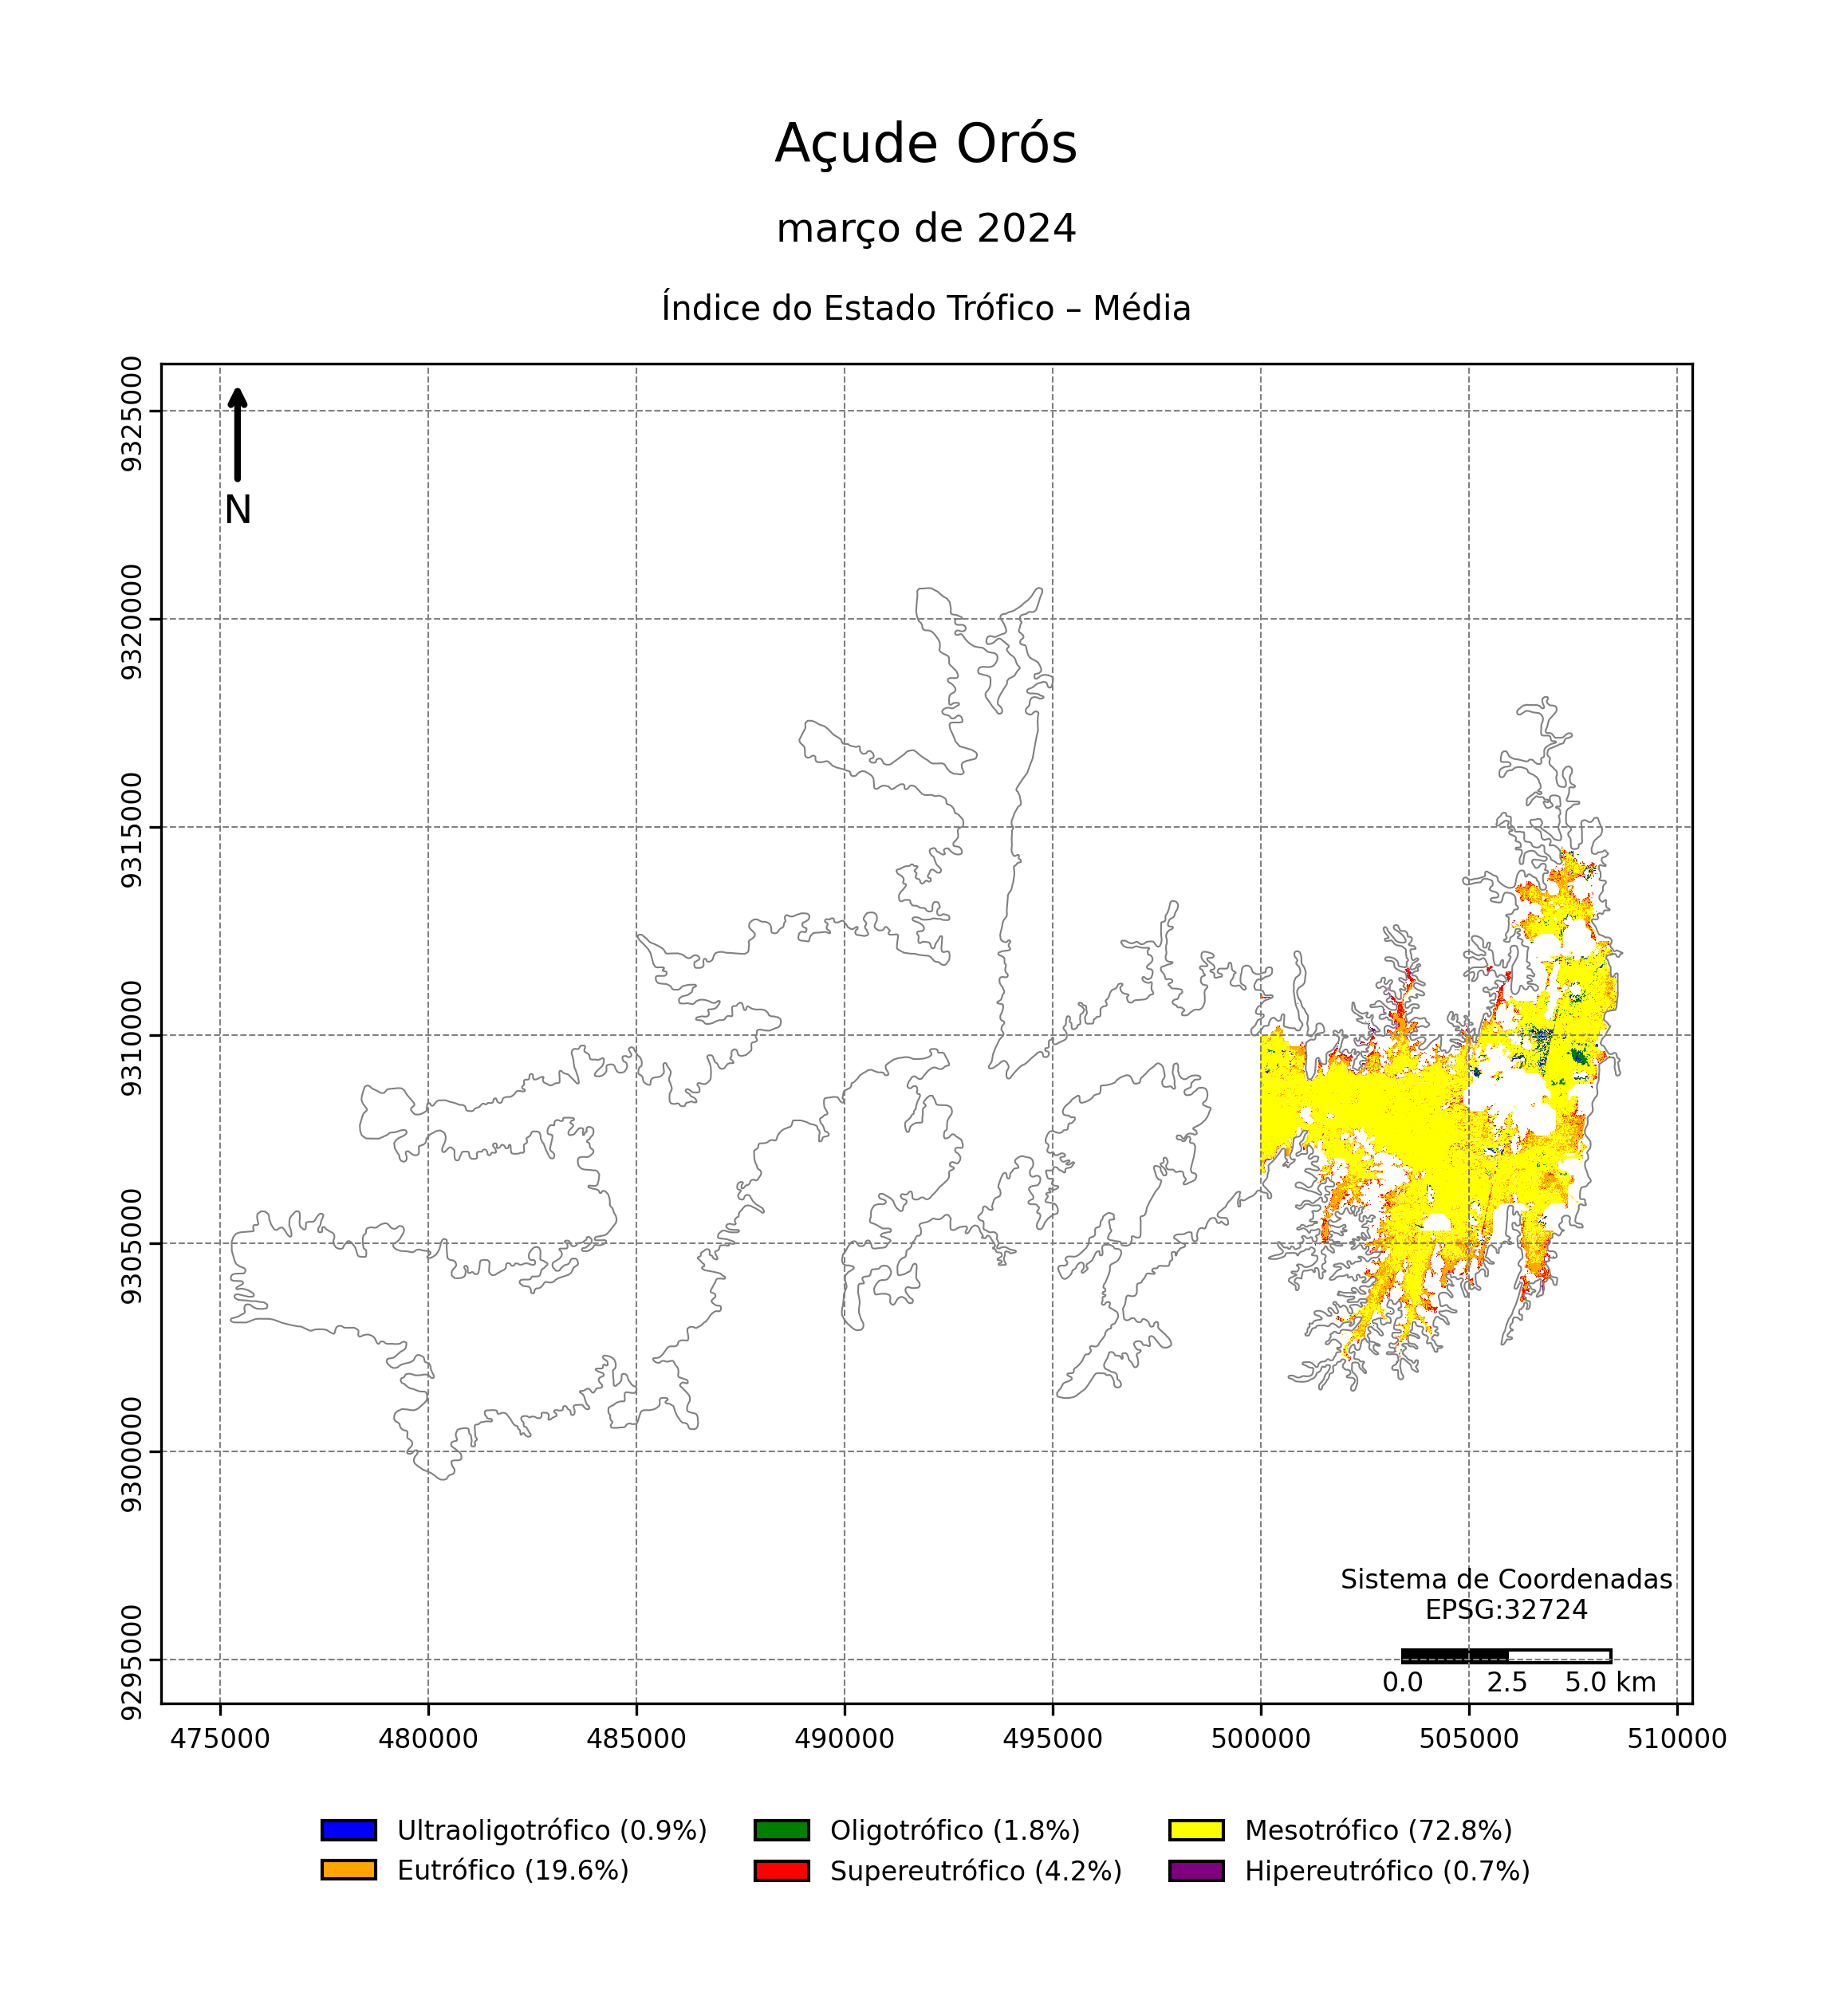 Açude Orós
março de 2024
Índice do Estado Trófico – Média
9325000
9320000
9315000
9310000
9305000
9300000
9295000
N
Sistema de Coordenadas
EPSG:32724
0.0 2.5 5.0 km
475000 480000 485000 490000 495000 500000 505000 510000
Ultraoligotrófico (0.9%) Oligotrófico (1.8%) Mesotrófico (72.8%)
Eutrófico (19.6%) Supereutrófico (4.2%) Hipereutrófico (0.7%)